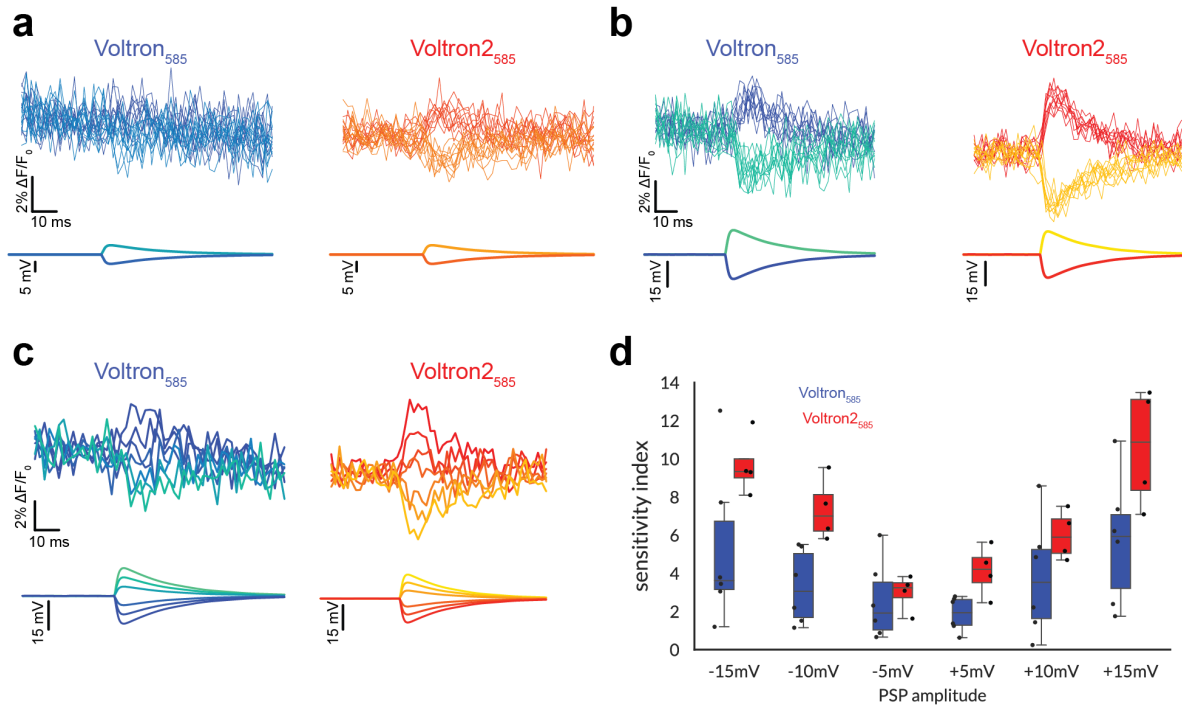 a
Voltron585
Voltron2585
2% ΔF/F0
10 ms
5 mV
5 mV
b
Voltron585
Voltron2585
2% ΔF/F0
10 ms
15 mV
15 mV
c
Voltron585
Voltron2585
2% ΔF/F0
10 ms
15 mV
15 mV
d
Voltron585
Voltron2585
sensitivity index
14
12
10
8
6
4
2
0
-15mV -10mV -5mV +5mV +10mV +15mV
PSP amplitude